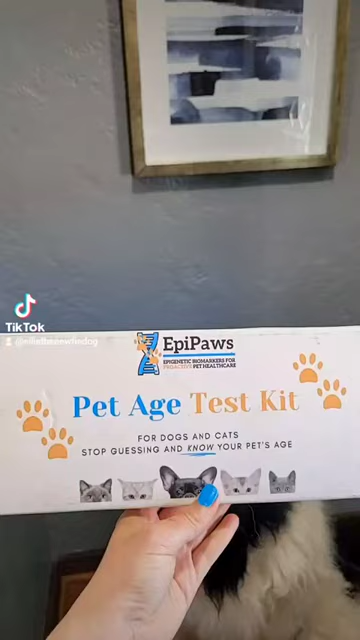 TikTok
EpiPaws
EPIGENETIC BIOMARKERS FOR
PROACTIVE PET HEALTHCARE
Pet Age Test Kit
FOR DOGS AND CATS
STOP GUESSING AND KNOW YOUR PET'S AGE